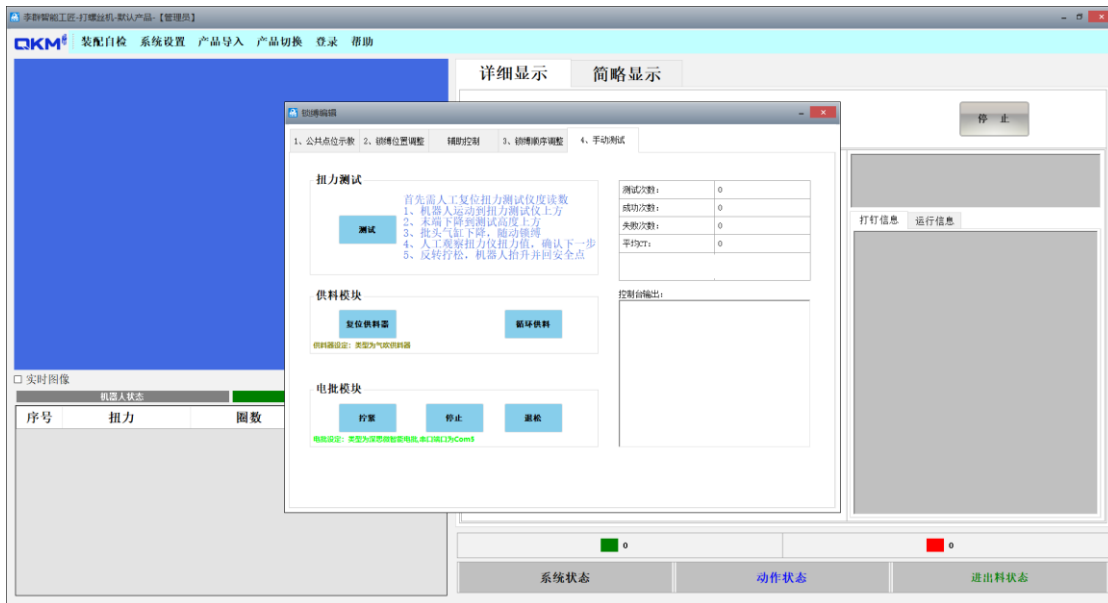 李群智能工匠-打螺丝机-默认产品-【管理员】
QKM 装配自检 系统设置 产品导入 产品切换 登录 帮助
详细显示 简略显示
停 止
锁缚编辑
1、公共点位示教 2、锁缚位置调整 辅助控制 3、锁缚顺序调整 4、手动测试
扭力测试
首先需人工复位扭力测试仪度读数
1、机器人运动到扭力测试仪上方
2、末端下降到测试高度上方
3、批头气缸下降，随动锁缚
4、人工观察扭力仪扭力值，确认下一步
5、反转拧松，机器人抬升并回安全点
测试
测试次数： 0
成功次数： 0
失败次数： 0
平均CT： 0
打钉信息 运行信息
供料模块
复位供料器 循环供料
供料器设定：类型为气吹供料器
控制台输出：
实时图像
机器人状态
序号 扭力 圈数
电批模块
拧紧 停止 退松
电批设定：类型为深思创智能电批,串口端口为Com3
0 0
系统状态 动作状态 进出料状态